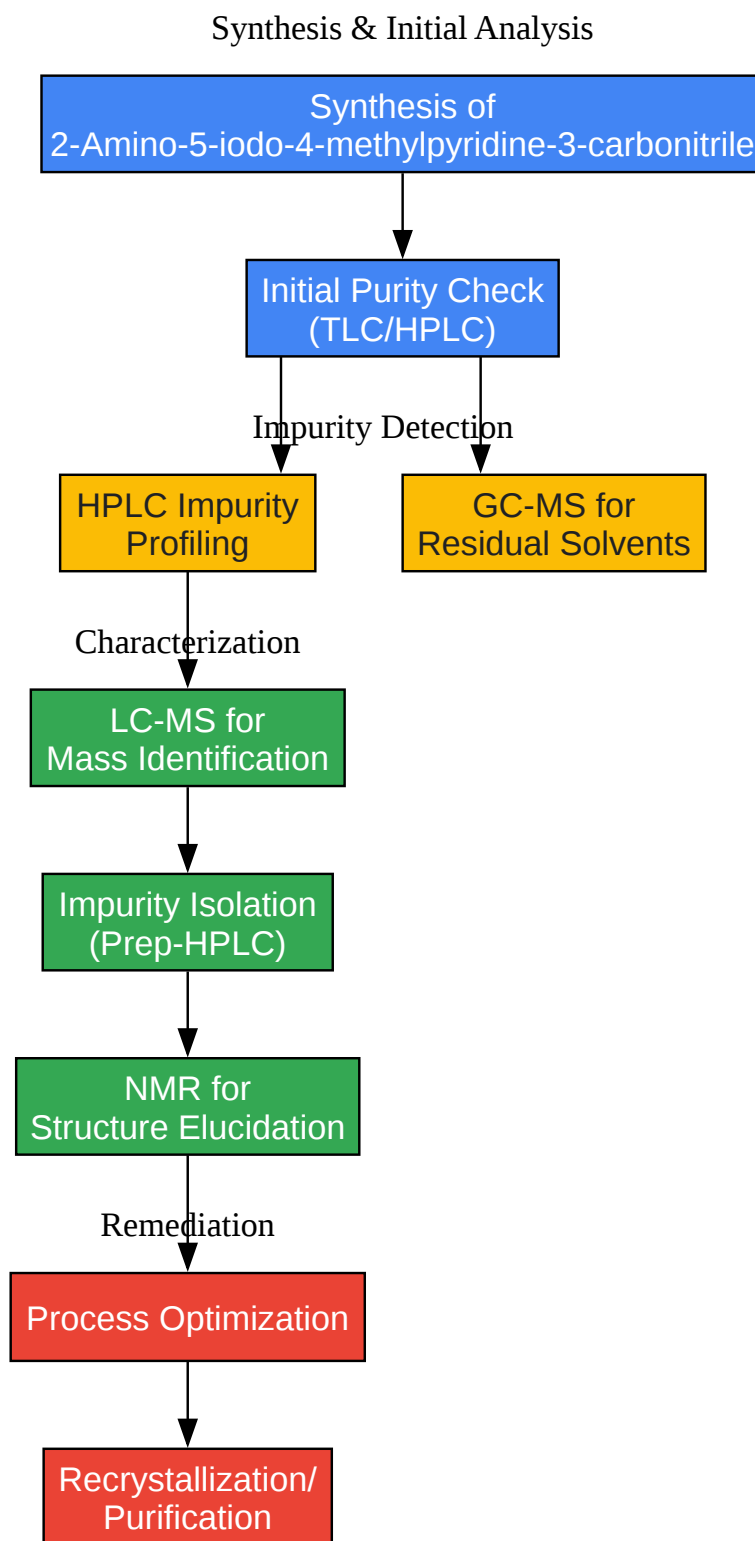 Synthesis & Initial Analysis
Synthesis of
2-Amino-5-iodo-4-methylpyridine-3-carbonitrile
Initial Purity Check
(TLC/HPLC)
Impurity Detection
HPLC Impurity
Profiling
GC-MS for
Residual Solvents
Characterization
LC-MS for
Mass Identification
Impurity Isolation
(Prep-HPLC)
NMR for
Structure Elucidation
Remediation
Process Optimization
Recrystallization/
Purification